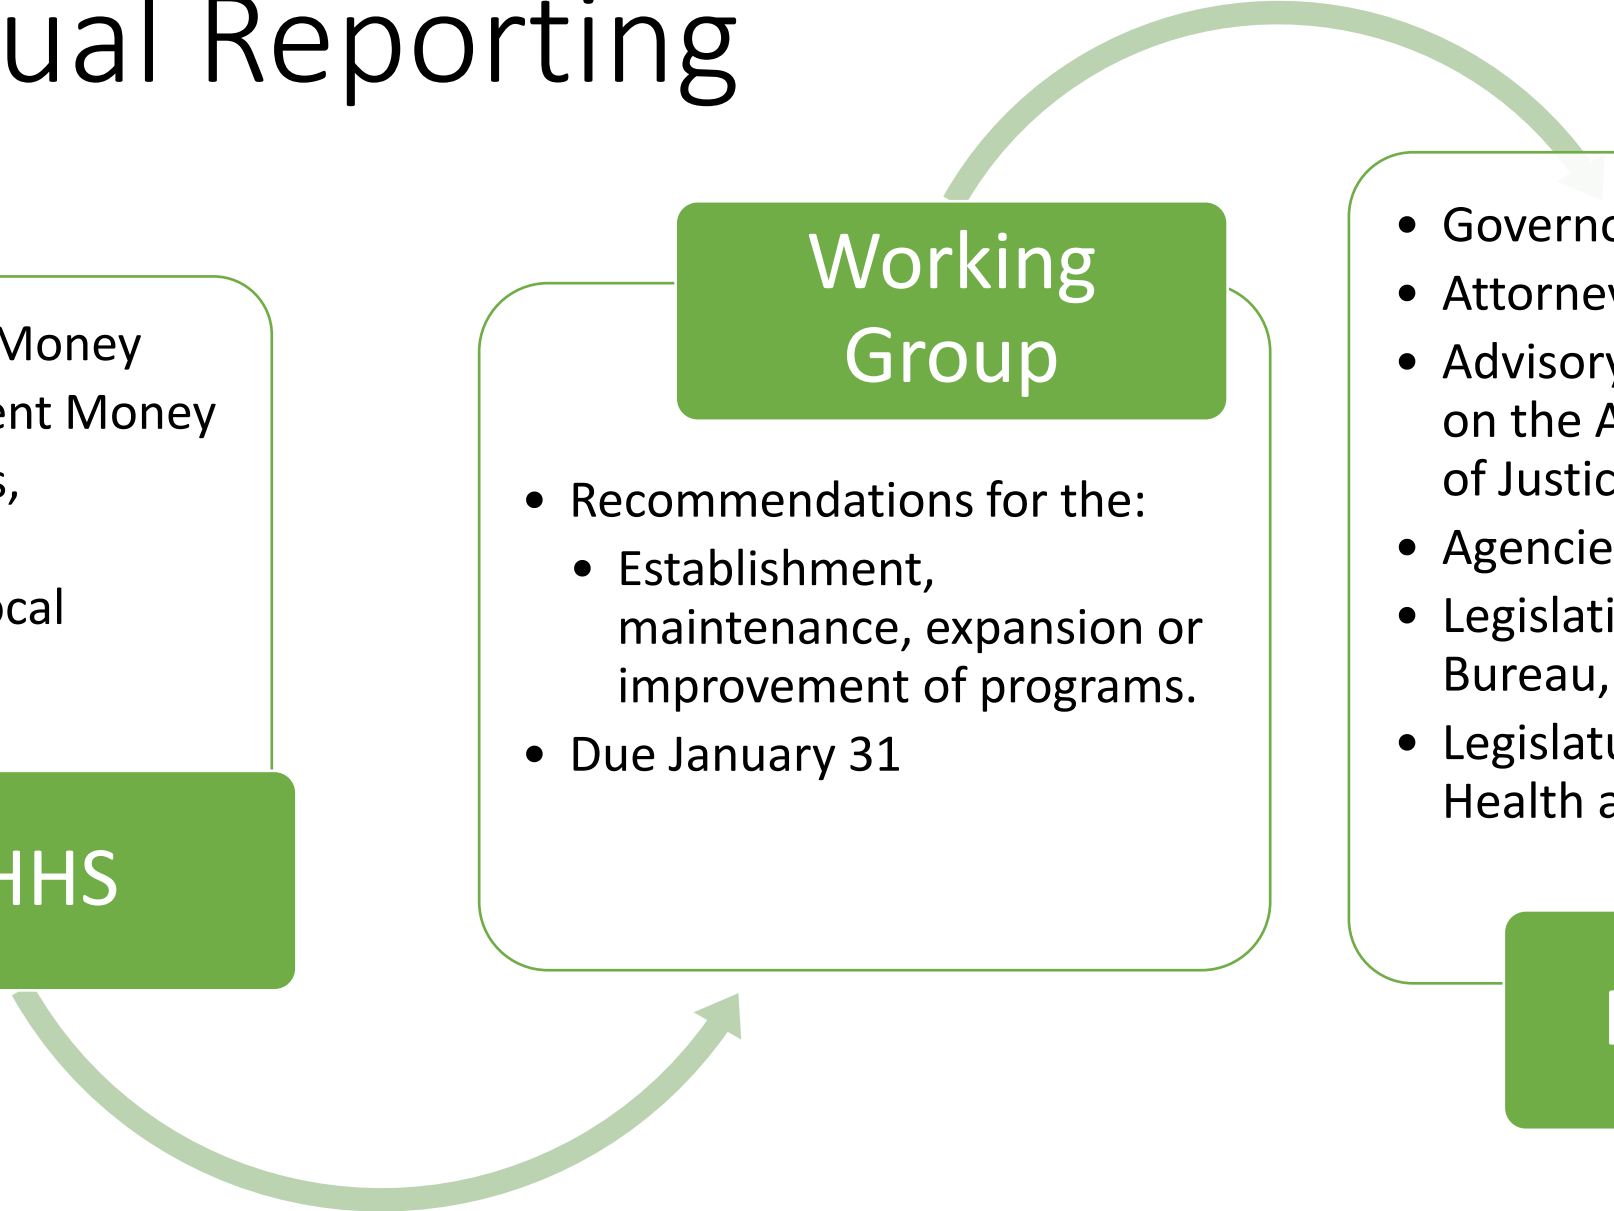 ual Reporting
Money
ent Money
s,
ocal
HHS
Working
Group
• Recommendations for the:
• Establishment,
maintenance, expansion or
improvement of programs.
• Due January 31
• Governo
• Attorney
• Advisory
on the A
of Justic
• Agencie
• Legislati
Bureau,
• Legislatu
Health a